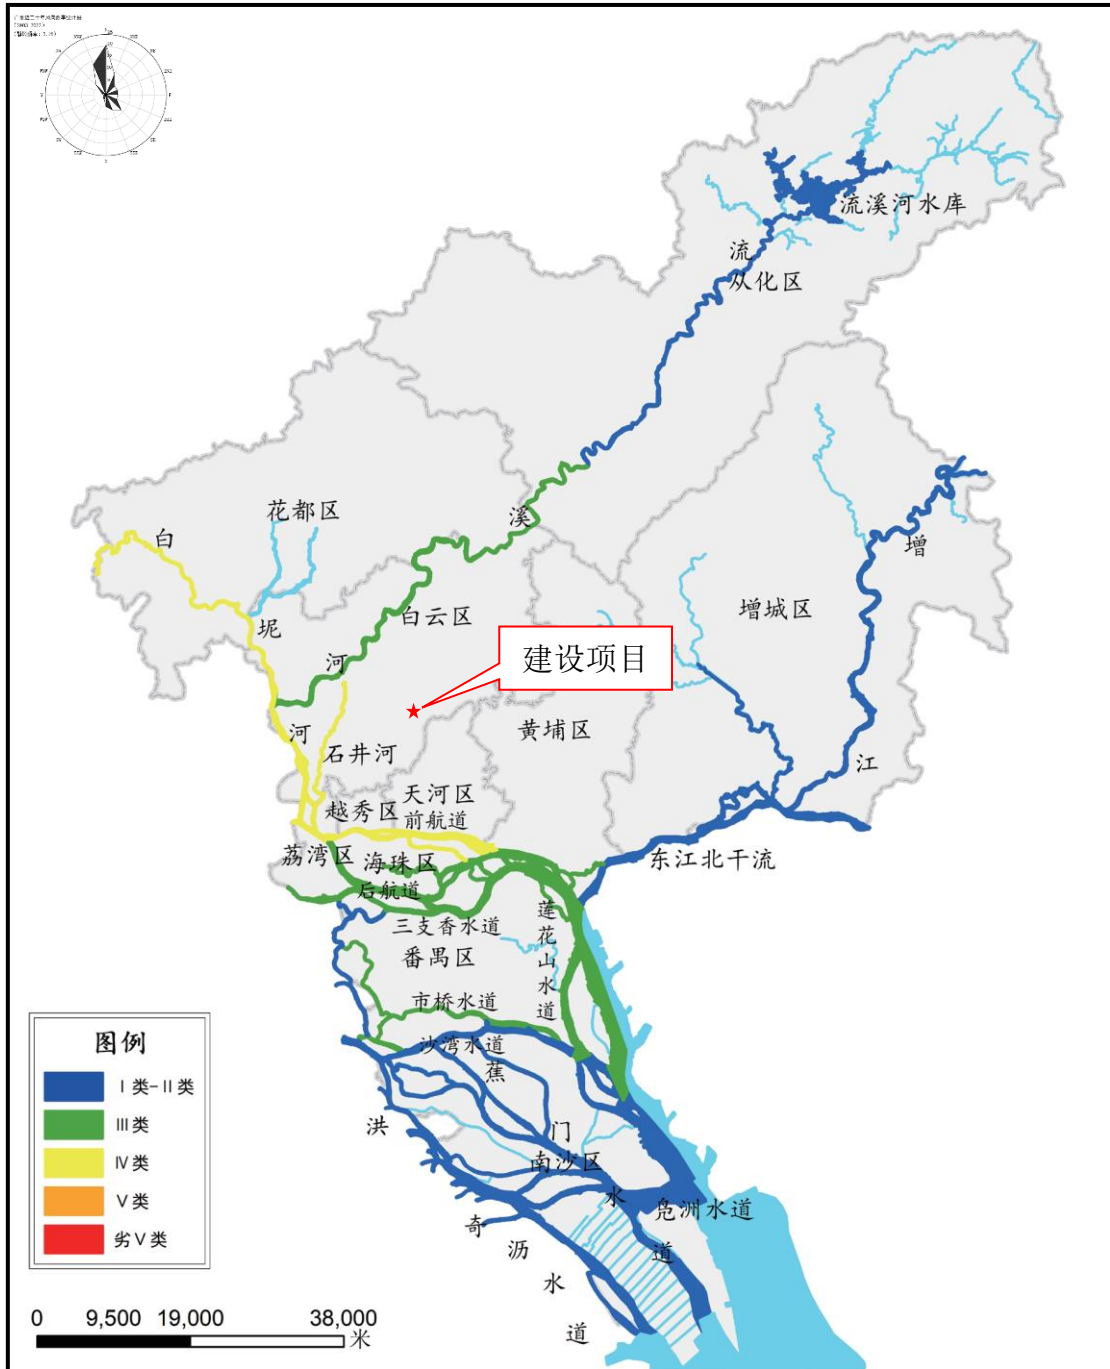 流溪河水库
流
从化区
花都区
溪
白
增
坭
白云区
增城区
河
建设项目
河
石井河
黄埔区
江
越秀区
天河区
前航道
荔湾区
海珠区
后航道
东江北干流
三支香水道
莲花山水道
番禺区
市桥水道
沙湾水道
蕉
洪
门
南沙区
水
凫洲水道
奇
沥
道
水
道
图例
Ⅰ类-Ⅱ类
Ⅲ类
Ⅳ类
Ⅴ类
劣Ⅴ类
0 9,500 19,000 38,000
米